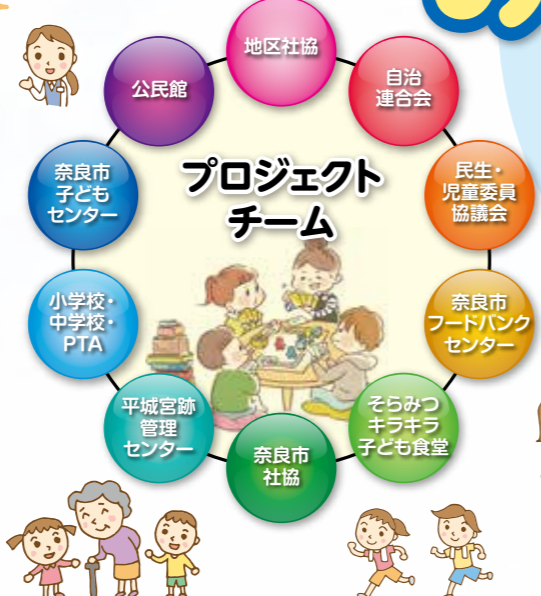 プロジェクト
チーム
地区社協
自治
連合会
民生・
児童委員
協議会
奈良市
フードバンク
センター
そらみつ
キラキラ
子ども食堂
奈良市
社協
平城宮跡
管理
センター
小学校・
中学校・
PTA
奈良市
子ども
センター
公民館